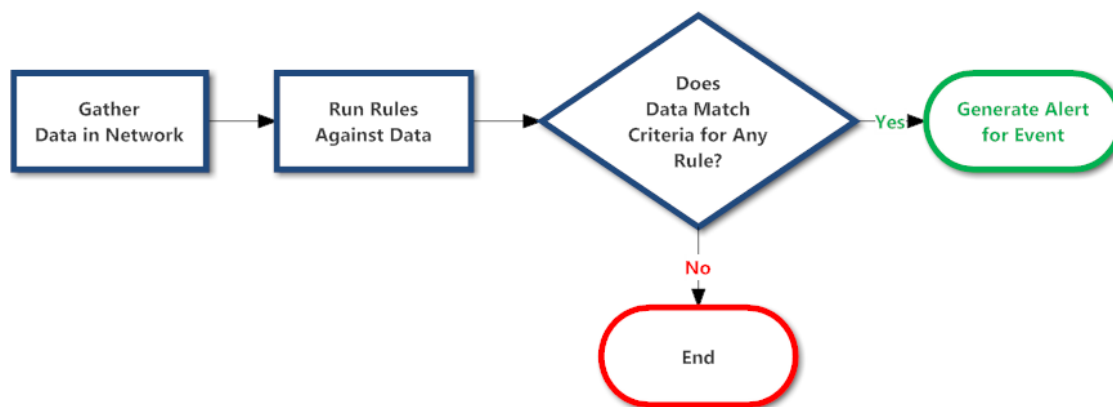 Gather
Data in Network
Run Rules
Against Data
Does
Data Match
Criteria for Any
Rule?
Yes
Generate Alert
for Event
No
End